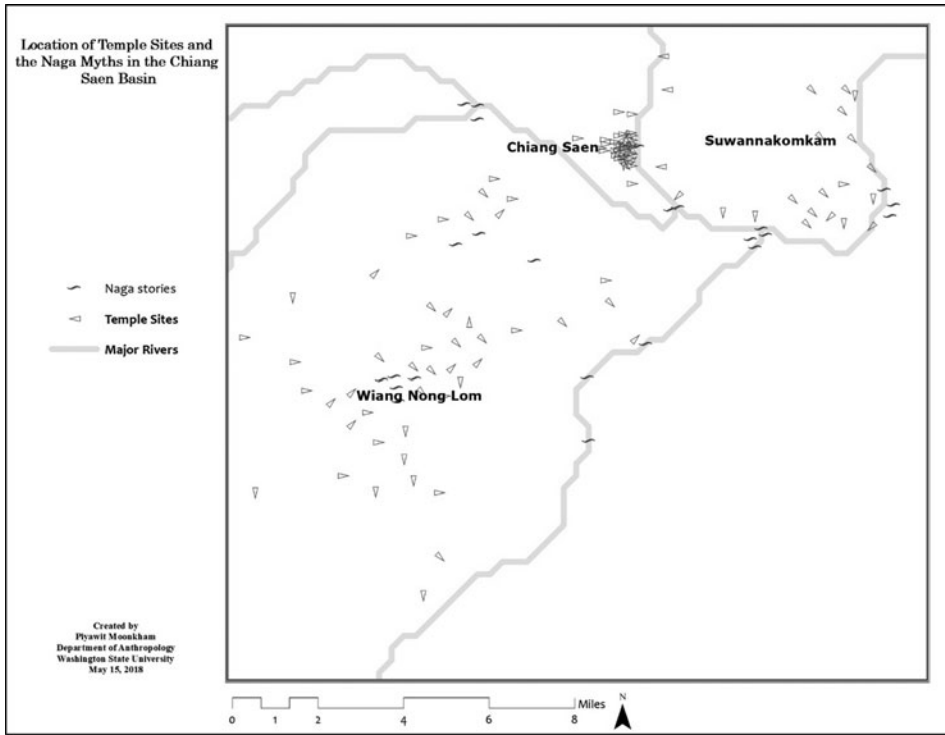 Location of Temple Sites and
the Naga Myths in the Chiang
Saen Basin
Chiang Saen
Suwannakomkam
Naga stories
Temple Sites
Major Rivers
Wiang Nong Lom
Created by
Piyawit Moonkham
Department of Anthropology
Washington State University
May 15, 2018
N
Miles
0 1 2 4 6 8